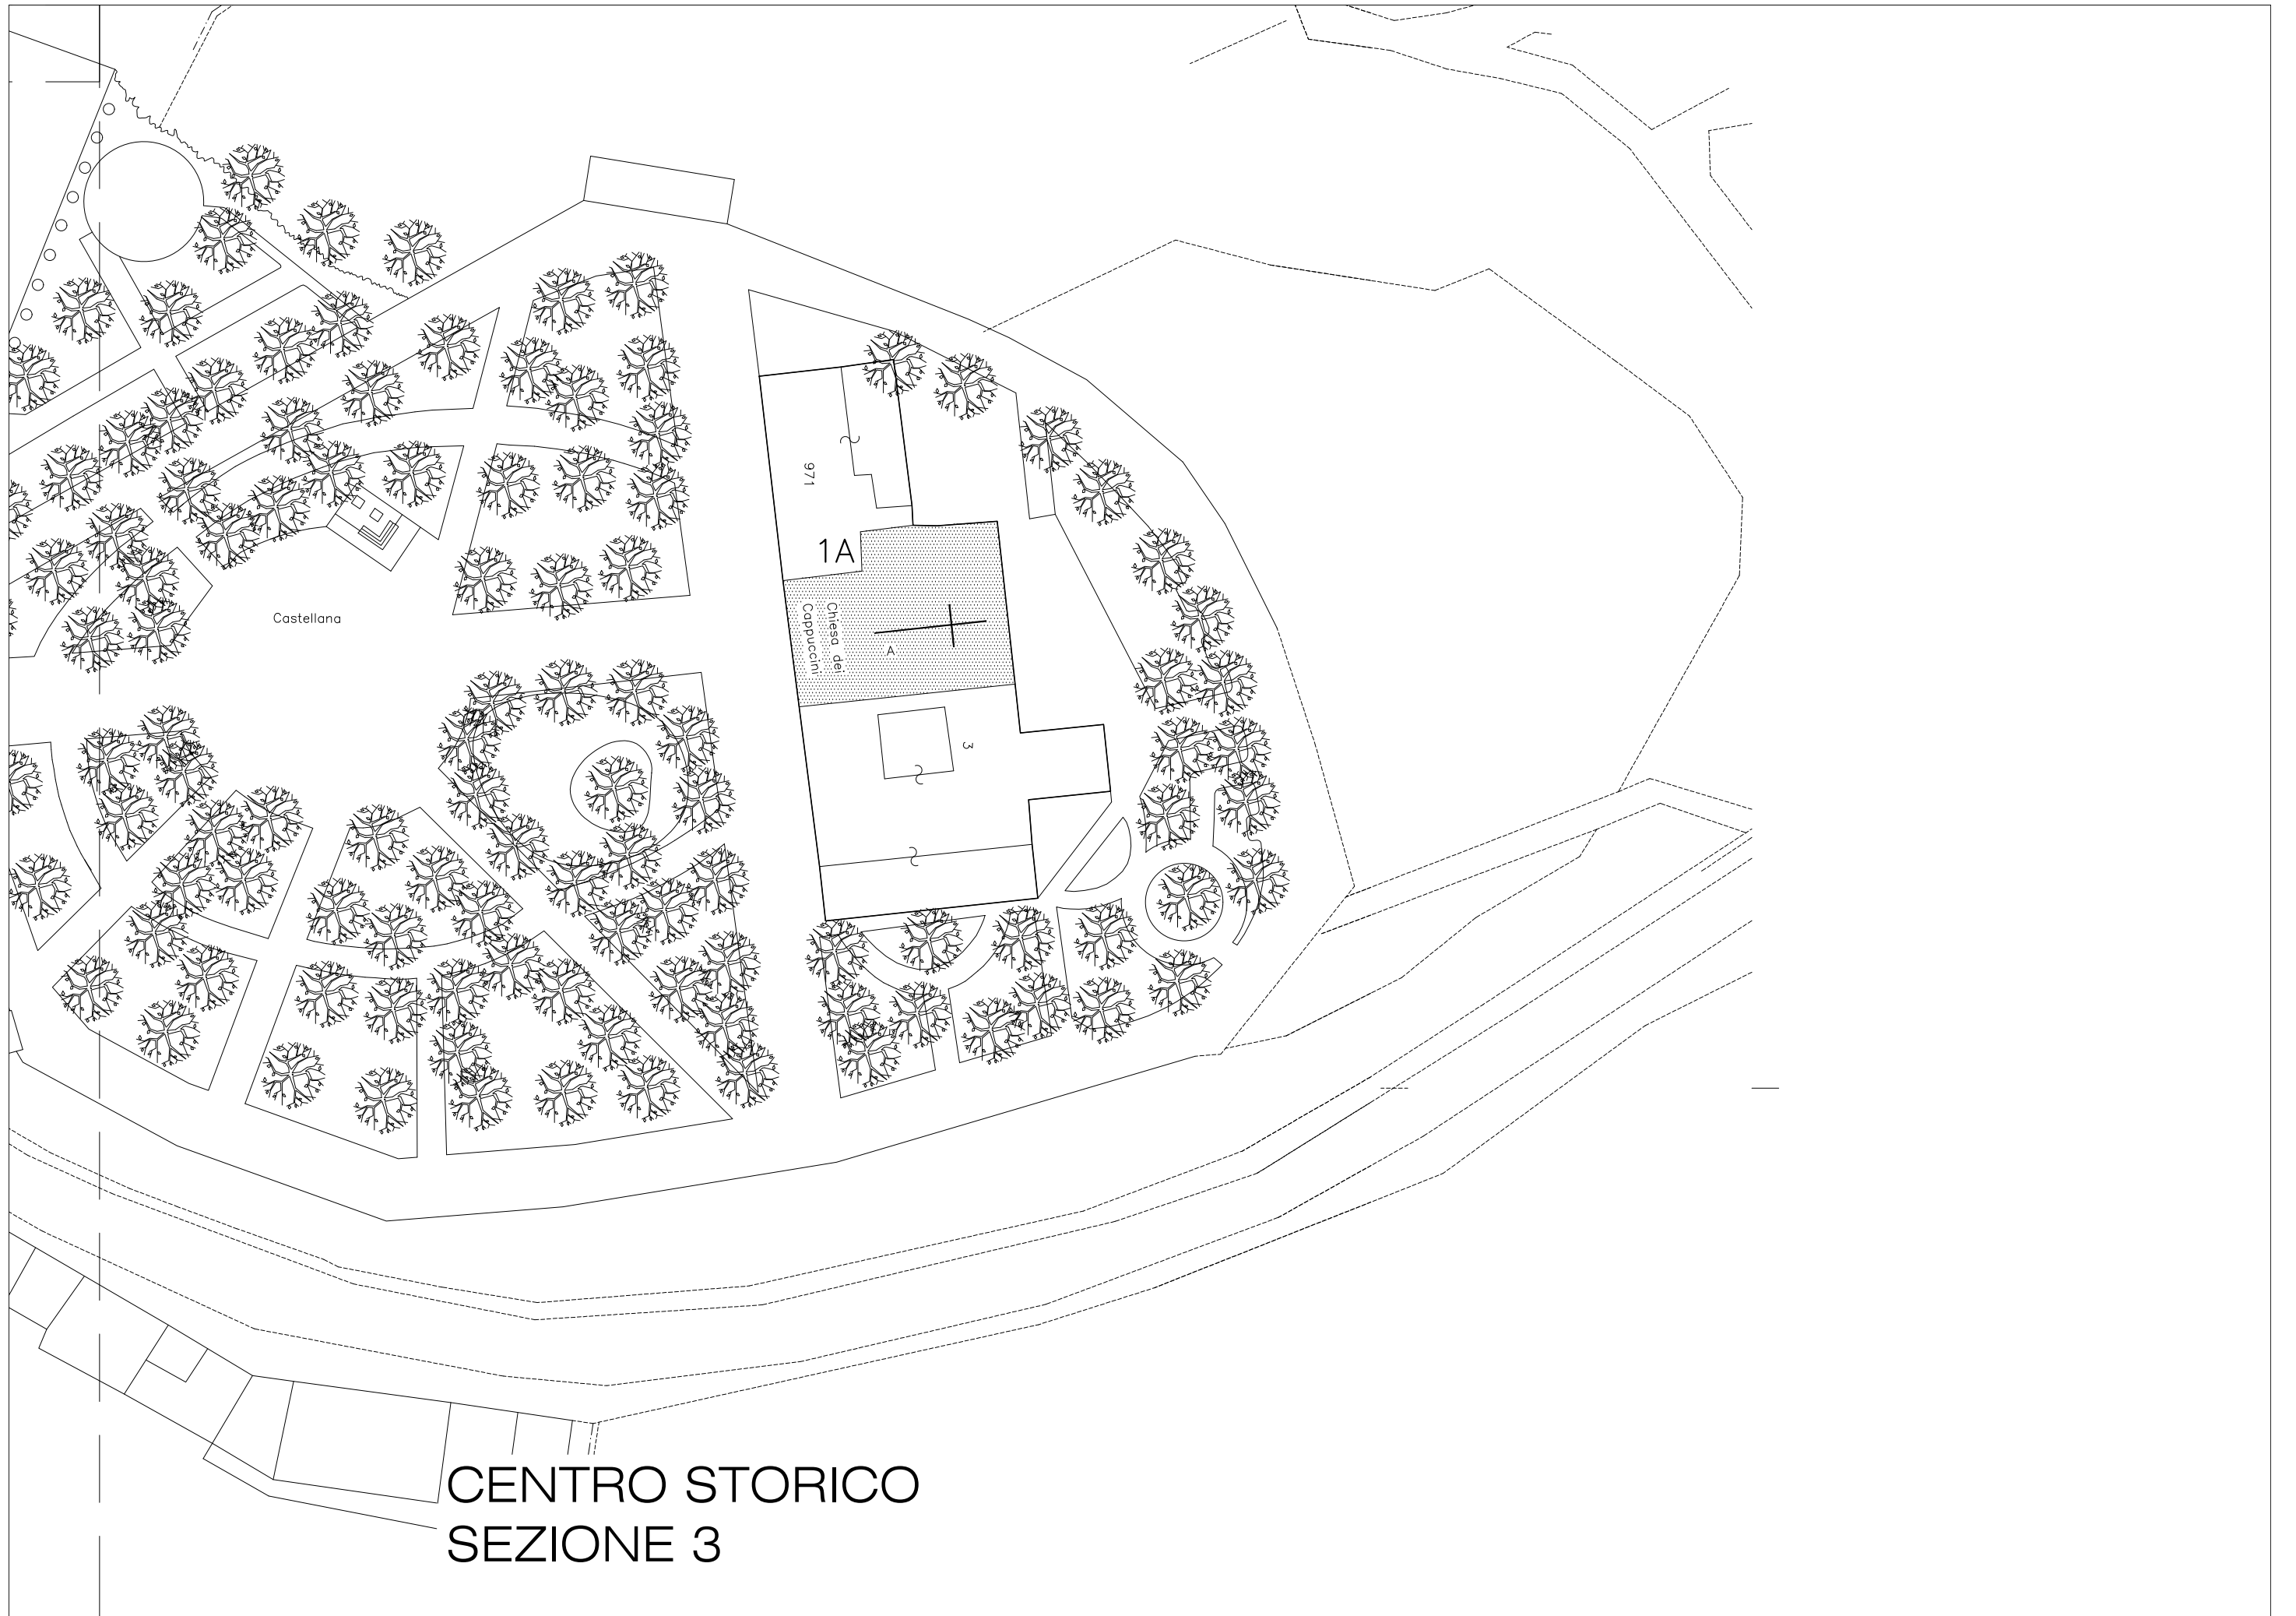 971
1A
Castellana
Chiesa dei
Cappuccini
A
3
CENTRO STORICO
SEZIONE 3